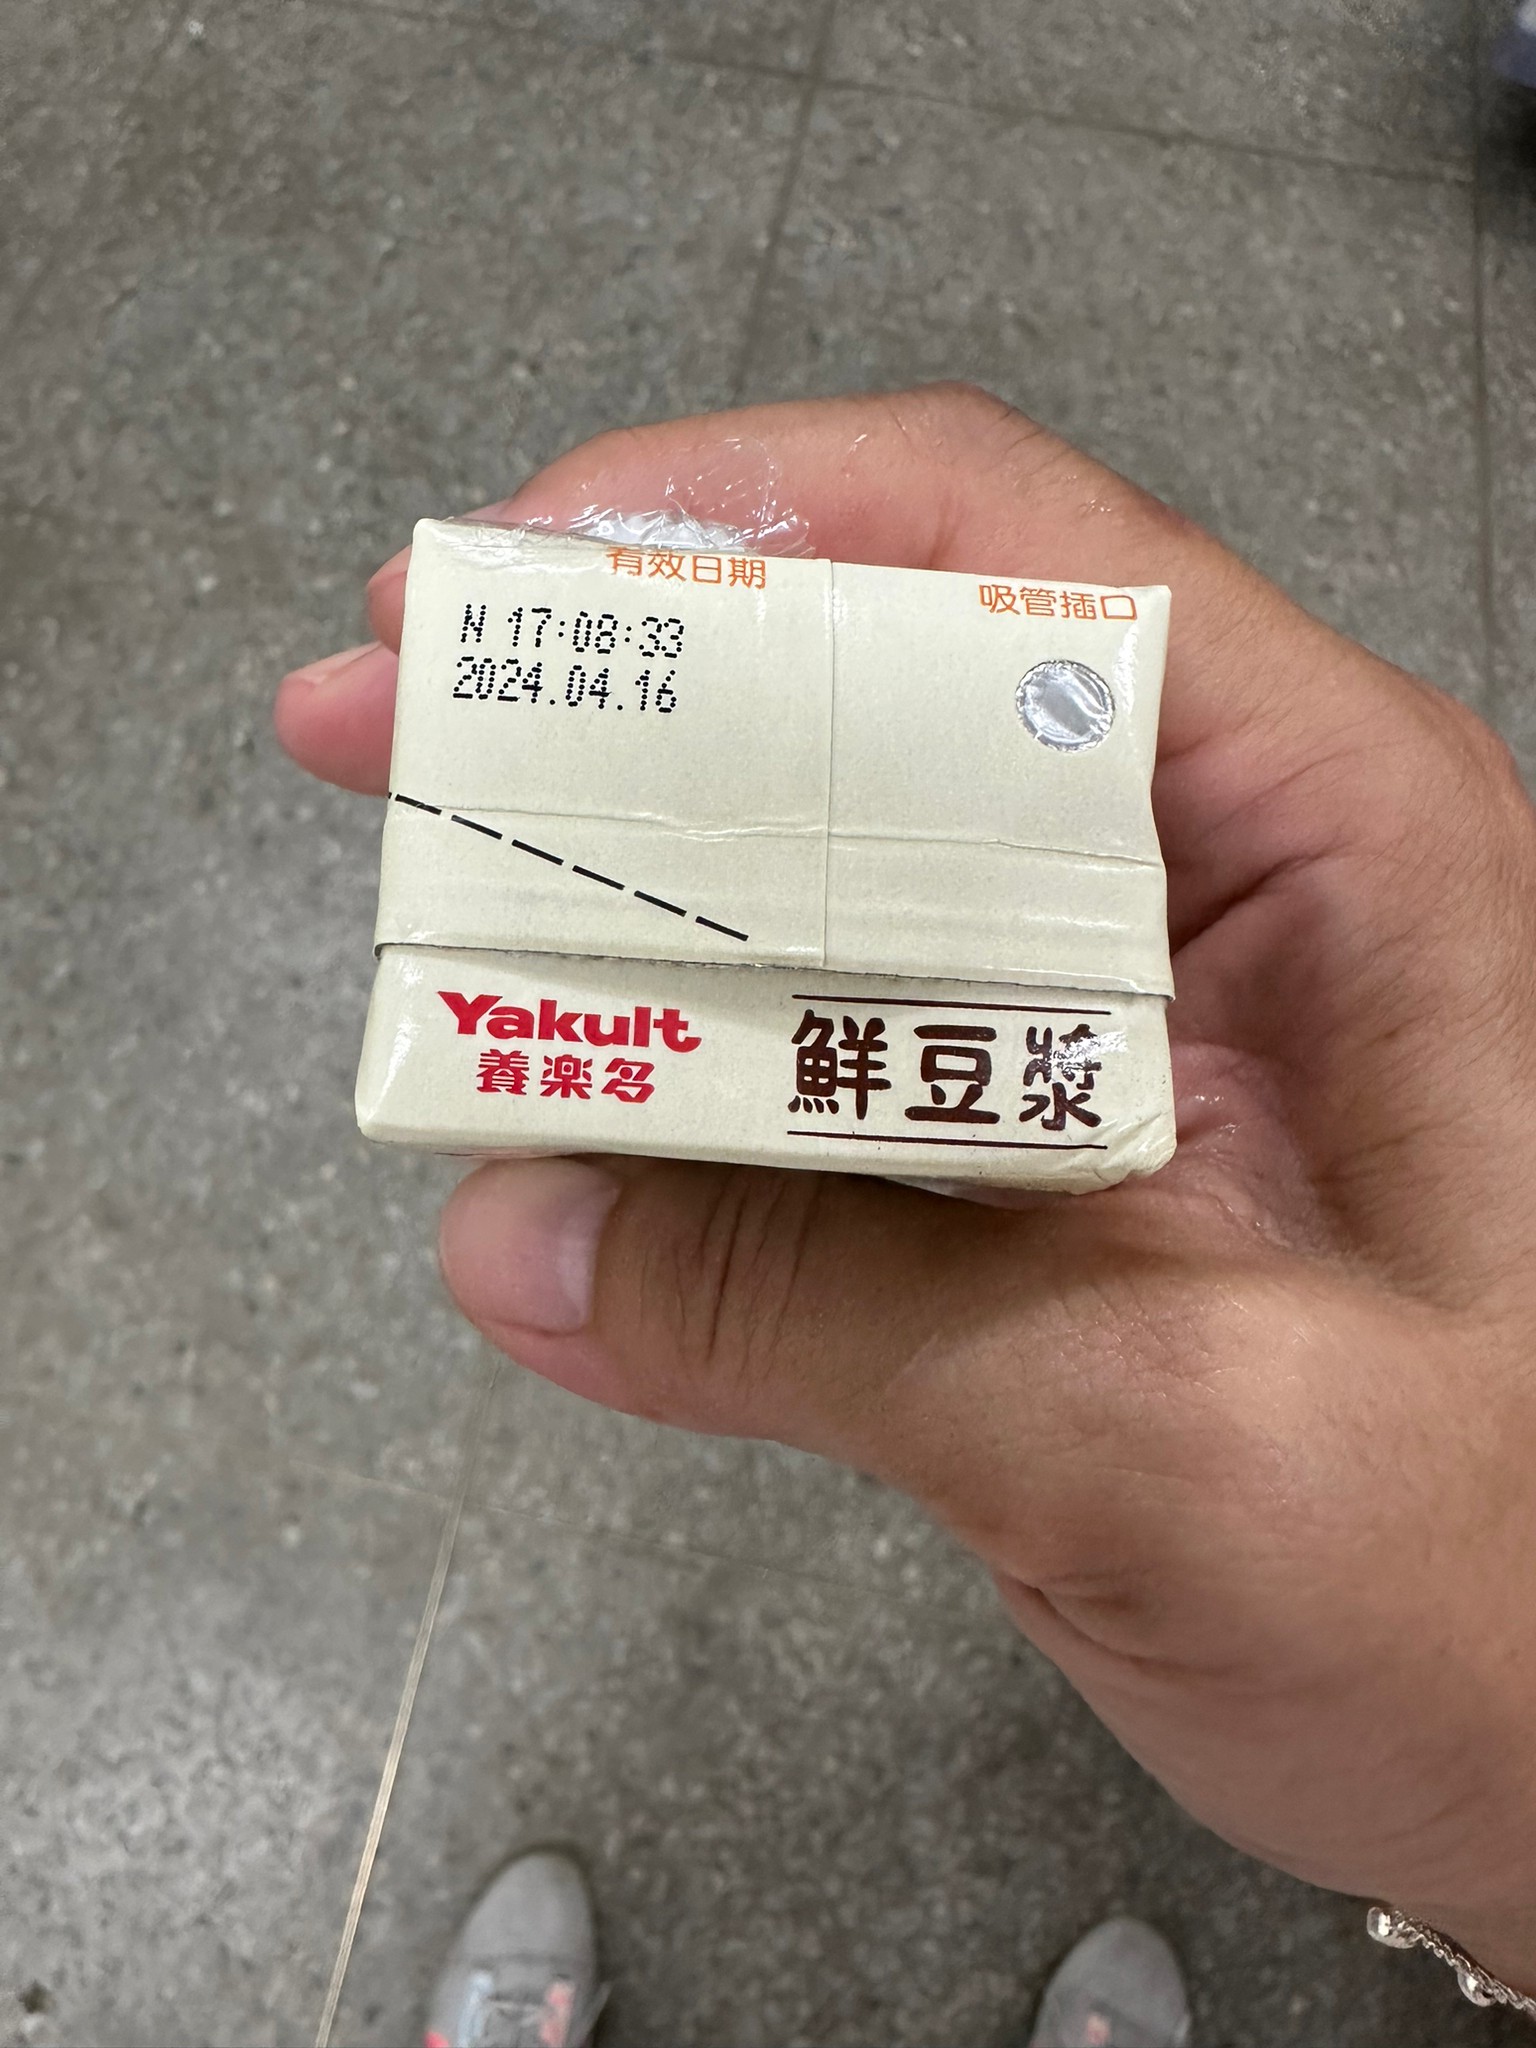 有效日期
吸管插口
N 17:08:33
2024.04.16
Yakult
養楽多
鮮豆漿